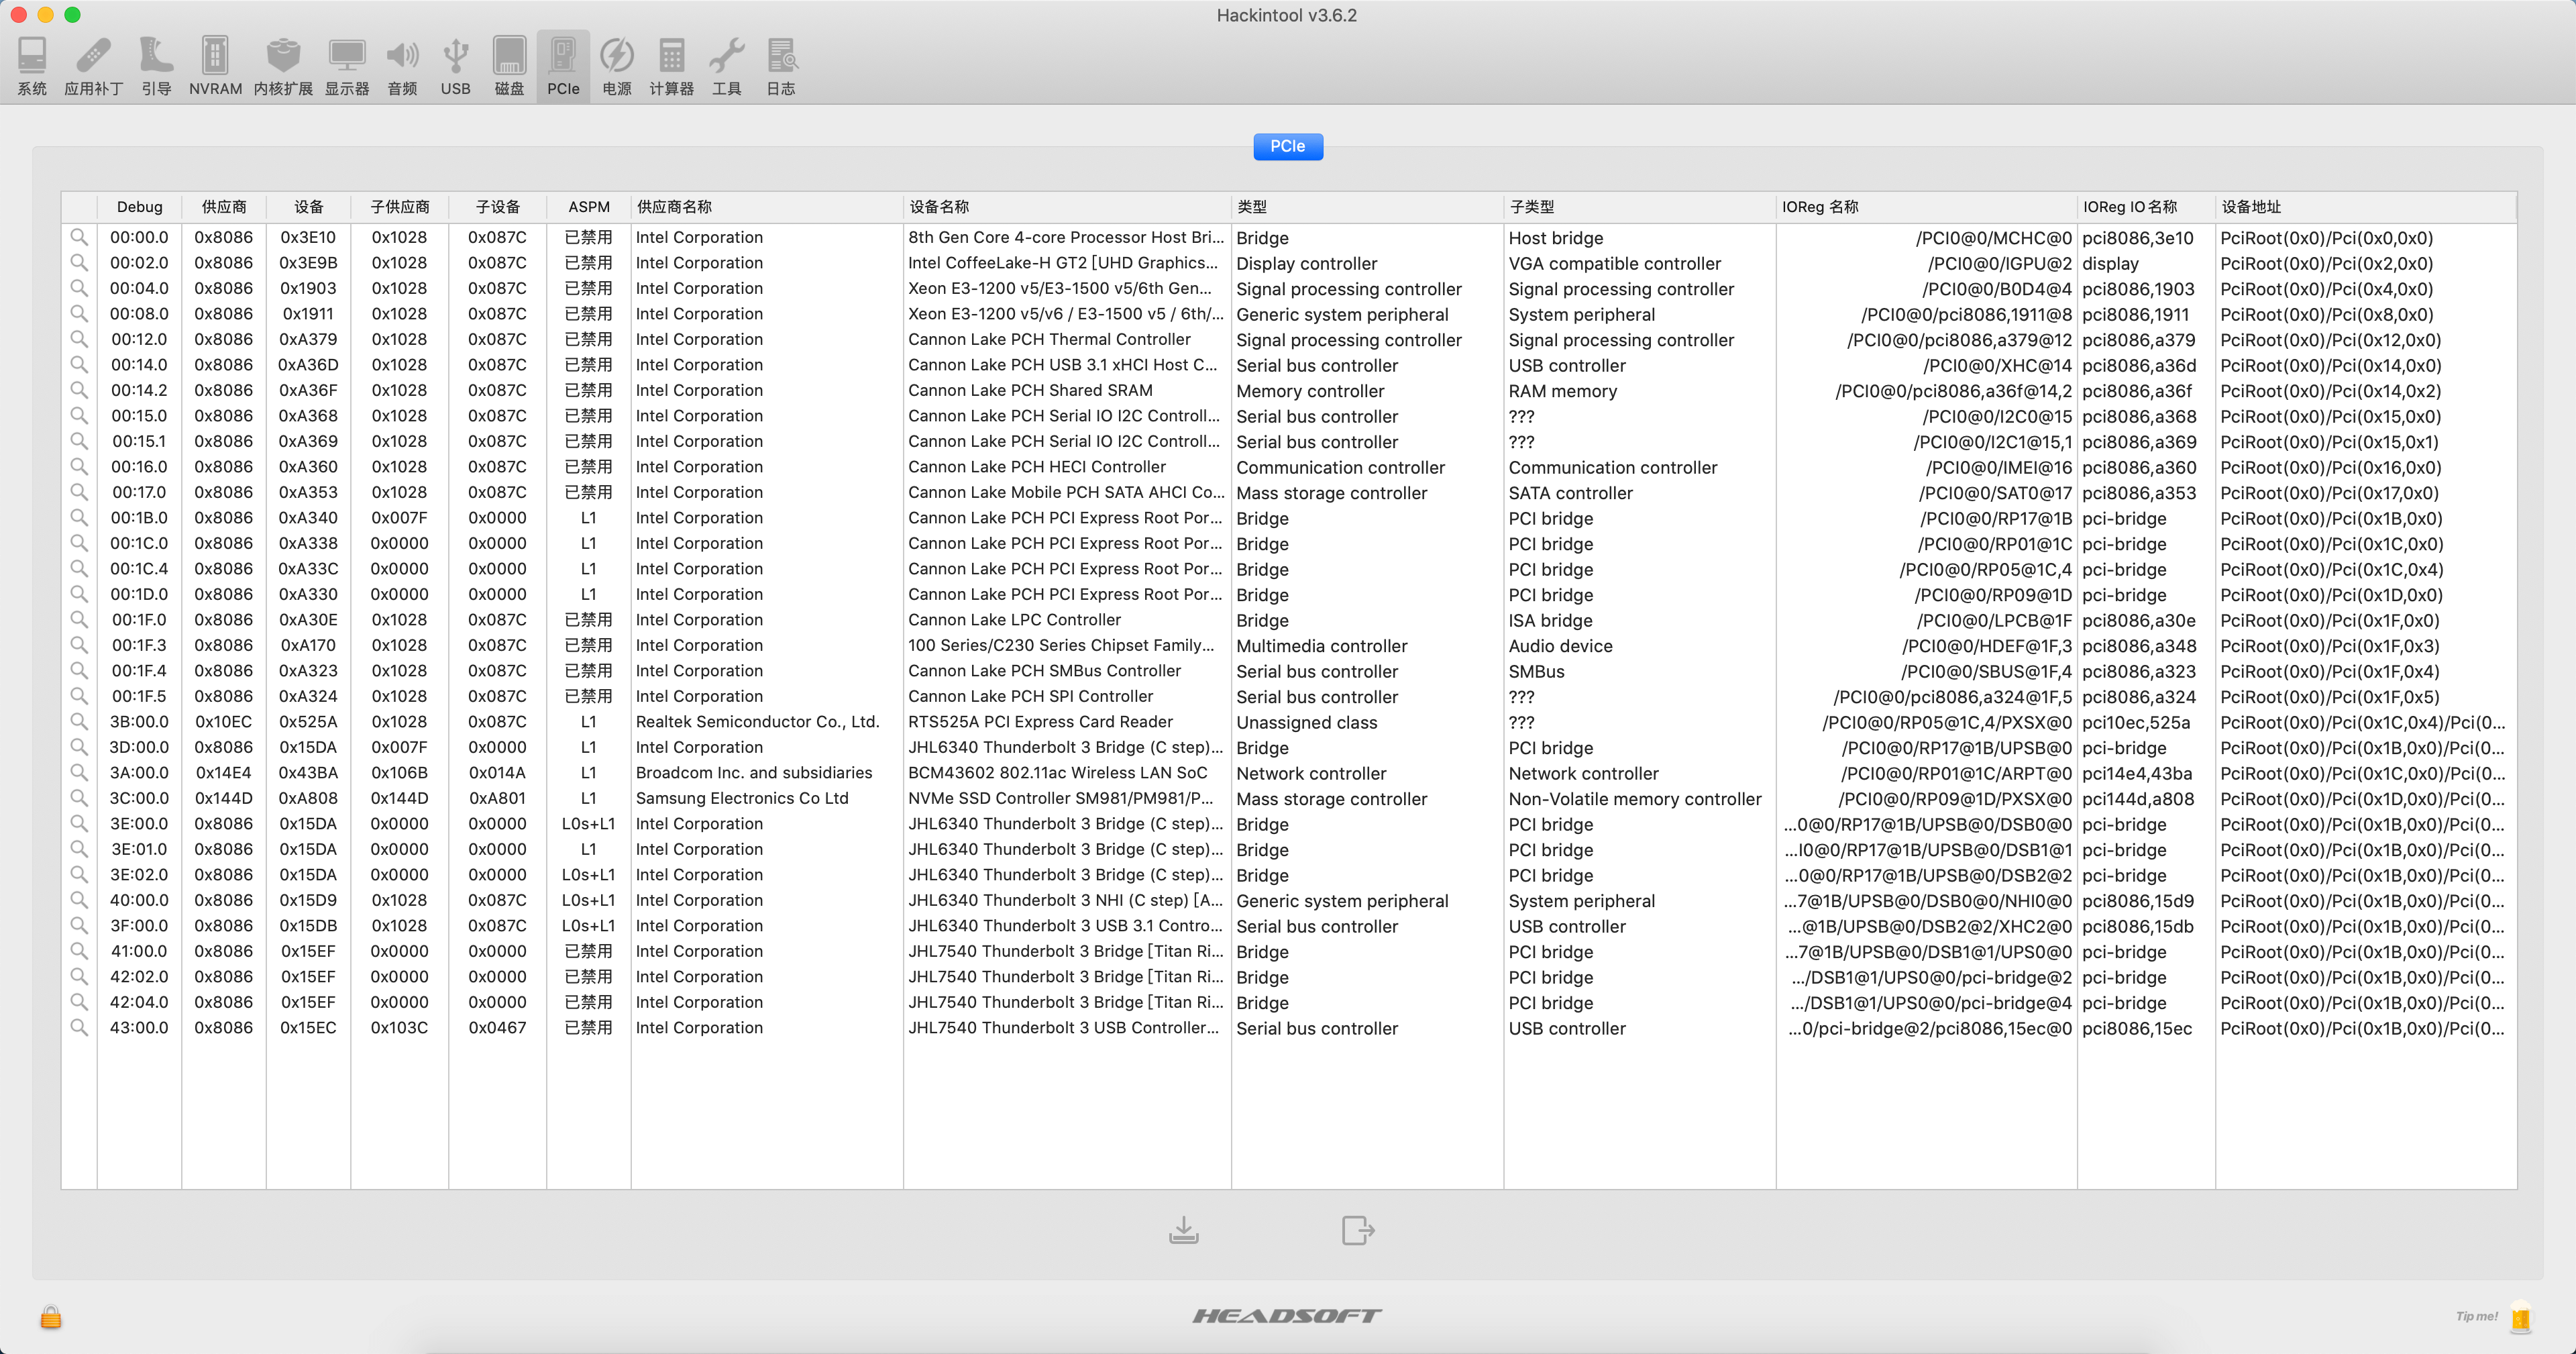 Hackintool v3.6.2
系统 应用补丁 引导 NVRAM 内核扩展 显示器 音频 USB 磁盘 PCIe 电源 计算器 工具 日志
PCIe
Debug 供应商 设备 子供应商 子设备 ASPM 供应商名称 设备名称 类型 子类型 IOReg 名称 IOReg IO 名称 设备地址
00:00.0 0x8086 0x3E10 0x1028 0x087C 已禁用 Intel Corporation 8th Gen Core 4-core Processor Host Bri... Bridge Host bridge /PCI0@0/MCHC@0 pci8086,3e10 PciRoot(0x0)/Pci(0x0,0x0)
00:02.0 0x8086 0x3E9B 0x1028 0x087C 已禁用 Intel Corporation Intel CoffeeLake-H GT2 [UHD Graphics... Display controller VGA compatible controller /PCI0@0/IGPU@2 display PciRoot(0x0)/Pci(0x2,0x0)
00:04.0 0x8086 0x1903 0x1028 0x087C 已禁用 Intel Corporation Xeon E3-1200 v5/E3-1500 v5/6th Gen... Signal processing controller Signal processing controller /PCI0@0/B0D4@4 pci8086,1903 PciRoot(0x0)/Pci(0x4,0x0)
00:08.0 0x8086 0x1911 0x1028 0x087C 已禁用 Intel Corporation Xeon E3-1200 v5/v6 / E3-1500 v5 / 6th/... Generic system peripheral System peripheral /PCI0@0/pci8086,1911@8 pci8086,1911 PciRoot(0x0)/Pci(0x8,0x0)
00:12.0 0x8086 0xA379 0x1028 0x087C 已禁用 Intel Corporation Cannon Lake PCH Thermal Controller Signal processing controller Signal processing controller /PCI0@0/pci8086,a379@12 pci8086,a379 PciRoot(0x0)/Pci(0x12,0x0)
00:14.0 0x8086 0xA36D 0x1028 0x087C 已禁用 Intel Corporation Cannon Lake PCH USB 3.1 xHCI Host C... Serial bus controller USB controller /PCI0@0/XHC@14 pci8086,a36d PciRoot(0x0)/Pci(0x14,0x0)
00:14.2 0x8086 0xA36F 0x1028 0x087C 已禁用 Intel Corporation Cannon Lake PCH Shared SRAM Memory controller RAM memory /PCI0@0/pci8086,a36f@14,2 pci8086,a36f PciRoot(0x0)/Pci(0x14,0x2)
00:15.0 0x8086 0xA368 0x1028 0x087C 已禁用 Intel Corporation Cannon Lake PCH Serial IO I2C Controll... Serial bus controller ??? /PCI0@0/I2C0@15 pci8086,a368 PciRoot(0x0)/Pci(0x15,0x0)
00:15.1 0x8086 0xA369 0x1028 0x087C 已禁用 Intel Corporation Cannon Lake PCH Serial IO I2C Controll... Serial bus controller ??? /PCI0@0/I2C1@15,1 pci8086,a369 PciRoot(0x0)/Pci(0x15,0x1)
00:16.0 0x8086 0xA360 0x1028 0x087C 已禁用 Intel Corporation Cannon Lake PCH HECI Controller Communication controller Communication controller /PCI0@0/IMEI@16 pci8086,a360 PciRoot(0x0)/Pci(0x16,0x0)
00:17.0 0x8086 0xA353 0x1028 0x087C 已禁用 Intel Corporation Cannon Lake Mobile PCH SATA AHCI Co... Mass storage controller SATA controller /PCI0@0/SAT0@17 pci8086,a353 PciRoot(0x0)/Pci(0x17,0x0)
00:1B.0 0x8086 0xA340 0x007F 0x0000 L1 Intel Corporation Cannon Lake PCH PCI Express Root Por... Bridge PCI bridge /PCI0@0/RP17@1B pci-bridge PciRoot(0x0)/Pci(0x1B,0x0)
00:1C.0 0x8086 0xA338 0x0000 0x0000 L1 Intel Corporation Cannon Lake PCH PCI Express Root Por... Bridge PCI bridge /PCI0@0/RP01@1C pci-bridge PciRoot(0x0)/Pci(0x1C,0x0)
00:1C.4 0x8086 0xA33C 0x0000 0x0000 L1 Intel Corporation Cannon Lake PCH PCI Express Root Por... Bridge PCI bridge /PCI0@0/RP05@1C,4 pci-bridge PciRoot(0x0)/Pci(0x1C,0x4)
00:1D.0 0x8086 0xA330 0x0000 0x0000 L1 Intel Corporation Cannon Lake PCH PCI Express Root Por... Bridge PCI bridge /PCI0@0/RP09@1D pci-bridge PciRoot(0x0)/Pci(0x1D,0x0)
00:1F.0 0x8086 0xA30E 0x1028 0x087C 已禁用 Intel Corporation Cannon Lake LPC Controller Bridge ISA bridge /PCI0@0/LPCB@1F pci8086,a30e PciRoot(0x0)/Pci(0x1F,0x0)
00:1F.3 0x8086 0xA170 0x1028 0x087C 已禁用 Intel Corporation 100 Series/C230 Series Chipset Family... Multimedia controller Audio device /PCI0@0/HDEF@1F,3 pci8086,a348 PciRoot(0x0)/Pci(0x1F,0x3)
00:1F.4 0x8086 0xA323 0x1028 0x087C 已禁用 Intel Corporation Cannon Lake PCH SMBus Controller Serial bus controller SMBus /PCI0@0/SBUS@1F,4 pci8086,a323 PciRoot(0x0)/Pci(0x1F,0x4)
00:1F.5 0x8086 0xA324 0x1028 0x087C 已禁用 Intel Corporation Cannon Lake PCH SPI Controller Serial bus controller ??? /PCI0@0/pci8086,a324@1F,5 pci8086,a324 PciRoot(0x0)/Pci(0x1F,0x5)
3B:00.0 0x10EC 0x525A 0x1028 0x087C L1 Realtek Semiconductor Co., Ltd. RTS525A PCI Express Card Reader Unassigned class ??? /PCI0@0/RP05@1C,4/PXSX@0 pci10ec,525a PciRoot(0x0)/Pci(0x1C,0x4)/Pci(0...
3D:00.0 0x8086 0x15DA 0x007F 0x0000 L1 Intel Corporation JHL6340 Thunderbolt 3 Bridge (C step)... Bridge PCI bridge /PCI0@0/RP17@1B/UPSB@0 pci-bridge PciRoot(0x0)/Pci(0x1B,0x0)/Pci(0...
3A:00.0 0x14E4 0x43BA 0x106B 0x014A L1 Broadcom Inc. and subsidiaries BCM43602 802.11ac Wireless LAN SoC Network controller Network controller /PCI0@0/RP01@1C/ARPT@0 pci14e4,43ba PciRoot(0x0)/Pci(0x1C,0x0)/Pci(0...
3C:00.0 0x144D 0xA808 0x144D 0xA801 L1 Samsung Electronics Co Ltd NVMe SSD Controller SM981/PM981/P... Mass storage controller Non-Volatile memory controller /PCI0@0/RP09@1D/PXSX@0 pci144d,a808 PciRoot(0x0)/Pci(0x1D,0x0)/Pci(0...
3E:00.0 0x8086 0x15DA 0x0000 0x0000 L0s+L1 Intel Corporation JHL6340 Thunderbolt 3 Bridge (C step)... Bridge PCI bridge ...0@0/RP17@1B/UPSB@0/DSB0@0 pci-bridge PciRoot(0x0)/Pci(0x1B,0x0)/Pci(0...
3E:01.0 0x8086 0x15DA 0x0000 0x0000 L1 Intel Corporation JHL6340 Thunderbolt 3 Bridge (C step)... Bridge PCI bridge ...I0@0/RP17@1B/UPSB@0/DSB1@1 pci-bridge PciRoot(0x0)/Pci(0x1B,0x0)/Pci(0...
3E:02.0 0x8086 0x15DA 0x0000 0x0000 L0s+L1 Intel Corporation JHL6340 Thunderbolt 3 Bridge (C step)... Bridge PCI bridge ...0@0/RP17@1B/UPSB@0/DSB2@2 pci-bridge PciRoot(0x0)/Pci(0x1B,0x0)/Pci(0...
40:00.0 0x8086 0x15D9 0x1028 0x087C L0s+L1 Intel Corporation JHL6340 Thunderbolt 3 NHI (C step) [A... Generic system peripheral System peripheral ...7@1B/UPSB@0/DSB0@0/NHI0@0 pci8086,15d9 PciRoot(0x0)/Pci(0x1B,0x0)/Pci(0...
3F:00.0 0x8086 0x15DB 0x1028 0x087C L0s+L1 Intel Corporation JHL6340 Thunderbolt 3 USB 3.1 Contro... Serial bus controller USB controller ...@1B/UPSB@0/DSB2@2/XHC2@0 pci8086,15db PciRoot(0x0)/Pci(0x1B,0x0)/Pci(0...
41:00.0 0x8086 0x15EF 0x0000 0x0000 已禁用 Intel Corporation JHL7540 Thunderbolt 3 Bridge [Titan Ri... Bridge PCI bridge ...7@1B/UPSB@0/DSB1@1/UPS0@0 pci-bridge PciRoot(0x0)/Pci(0x1B,0x0)/Pci(0...
42:02.0 0x8086 0x15EF 0x0000 0x0000 已禁用 Intel Corporation JHL7540 Thunderbolt 3 Bridge [Titan Ri... Bridge PCI bridge .../DSB1@1/UPS0@0/pci-bridge@2 pci-bridge PciRoot(0x0)/Pci(0x1B,0x0)/Pci(0...
42:04.0 0x8086 0x15EF 0x0000 0x0000 已禁用 Intel Corporation JHL7540 Thunderbolt 3 Bridge [Titan Ri... Bridge PCI bridge .../DSB1@1/UPS0@0/pci-bridge@4 pci-bridge PciRoot(0x0)/Pci(0x1B,0x0)/Pci(0...
43:00.0 0x8086 0x15EC 0x103C 0x0467 已禁用 Intel Corporation JHL7540 Thunderbolt 3 USB Controller... Serial bus controller USB controller ...0/pci-bridge@2/pci8086,15ec@0 pci8086,15ec PciRoot(0x0)/Pci(0x1B,0x0)/Pci(0...
HEADSOFT
Tip me!